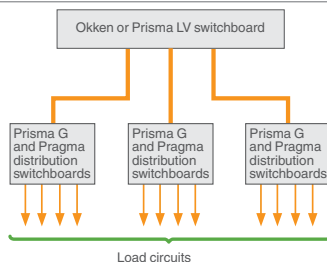 Okken or Prisma LV switchboard
Prisma G
and Pragma
distribution
switchboards
Prisma G
and Pragma
distribution
switchboards
Prisma G
and Pragma
distribution
switchboards
Load circuits